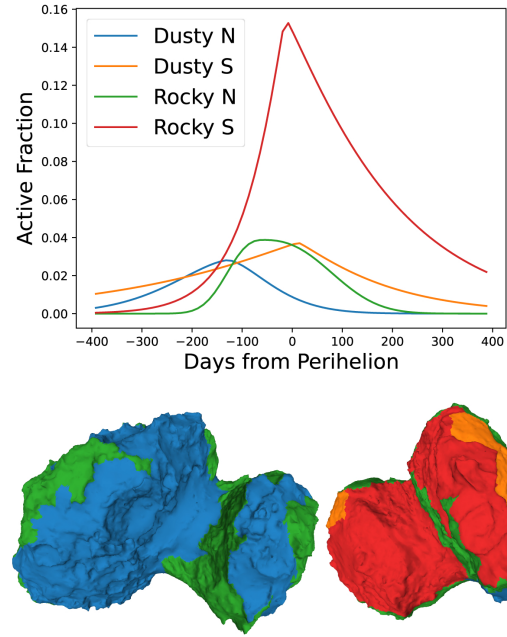 0.16
0.14
0.12
0.10
0.08
0.06
0.04
0.02
0.00
Active Fraction
Dusty N
Dusty S
Rocky N
Rocky S
−400 −300 −200 −100 0 100 200 300 400
Days from Perihelion